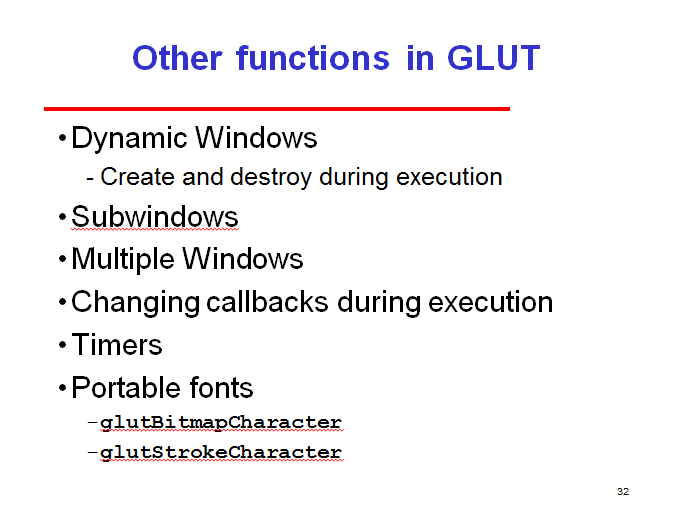 Other functions in GLUT
• Dynamic Windows
- Create and destroy during execution
• Subwindows
• Multiple Windows
• Changing callbacks during execution
• Timers
• Portable fonts
–glutBitmapCharacter
–glutStrokeCharacter
32